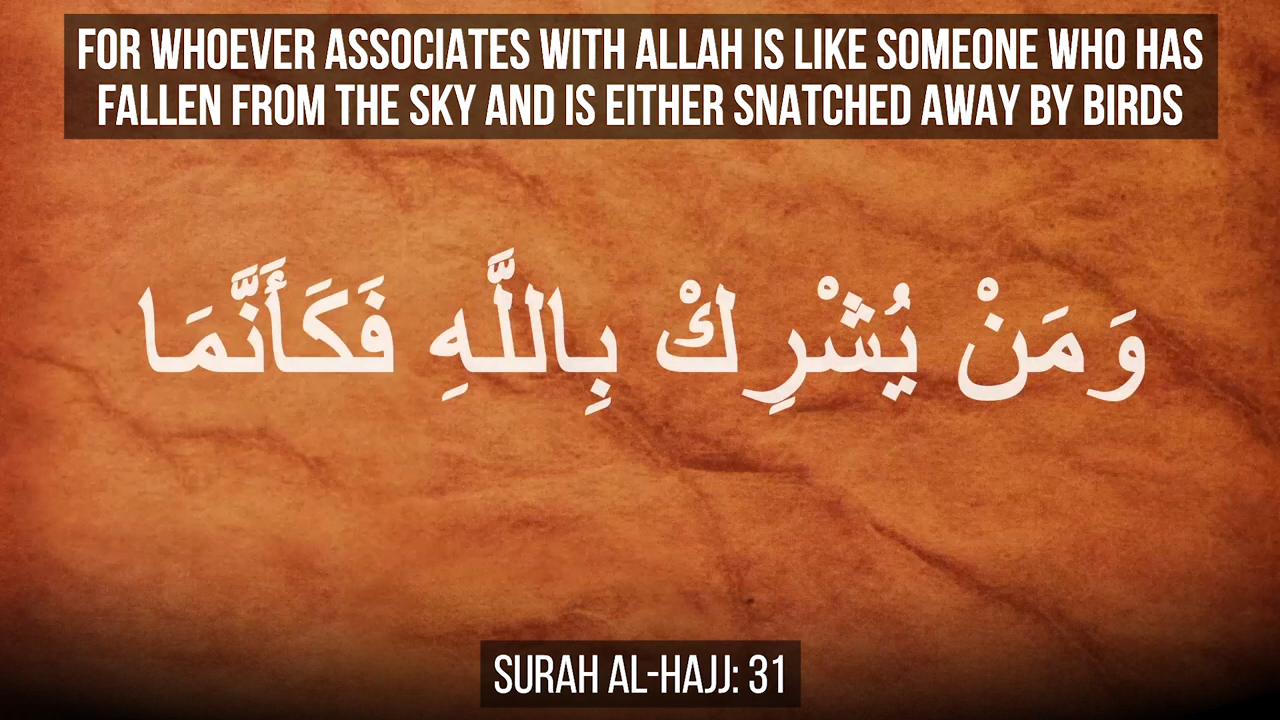 FOR WHOEVER ASSOCIATES WITH ALLAH IS LIKE SOMEONE WHO HAS
FALLEN FROM THE SKY AND IS EITHER SNATCHED AWAY BY BIRDS
وَمَنْ يُشْرِكْ بِاللَّهِ فَكَأَنَّمَا
SURAH AL-HAJJ: 31